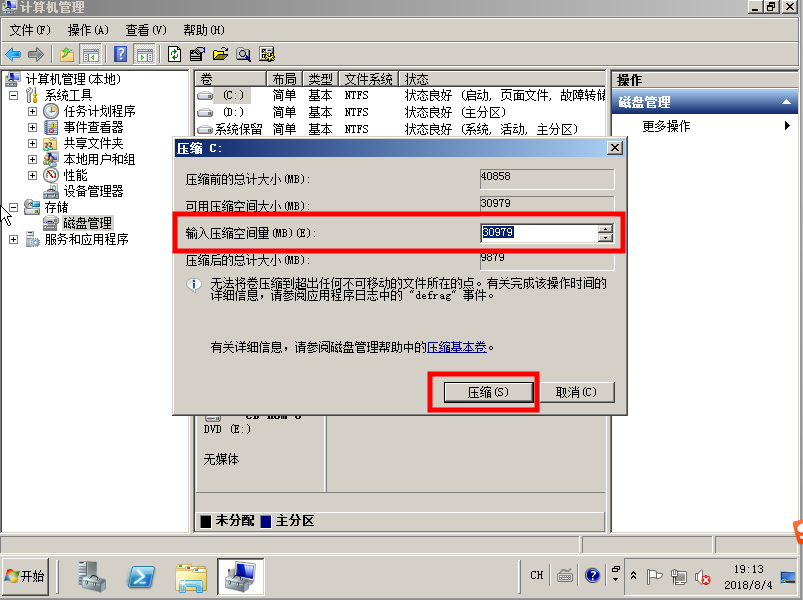 计算机管理
文件(F) 操作(A) 查看(V) 帮助(H)
计算机管理(本地)
系统工具
任务计划程序
事件查看器
共享文件夹
本地用户和组
性能
设备管理器
存储
磁盘管理
服务和应用程序
卷 布局 类型 文件系统 状态
(C:) 简单 基本 NTFS 状态良好 (启动, 页面文件, 故障转储
(D:) 简单 基本 NTFS 状态良好 (主分区)
系统保留 简单 基本 NTFS 状态良好 (系统, 活动, 主分区)
操作
磁盘管理
更多操作
压缩 C:
压缩前的总计大小(MB): 40858
可用压缩空间大小(MB): 30979
输入压缩空间量(MB)(E): 30979
压缩后的总计大小(MB): 9879
无法将卷压缩到超出任何不可移动的文件所在的点。有关完成该操作时间的
详细信息，请参阅应用程序日志中的 "defrag" 事件。
有关详细信息，请参阅磁盘管理帮助中的压缩基本卷。
压缩(S) 取消(C)
DVD (E:)
无媒体
未分配 主分区
开始
CH
19:13
2018/8/4